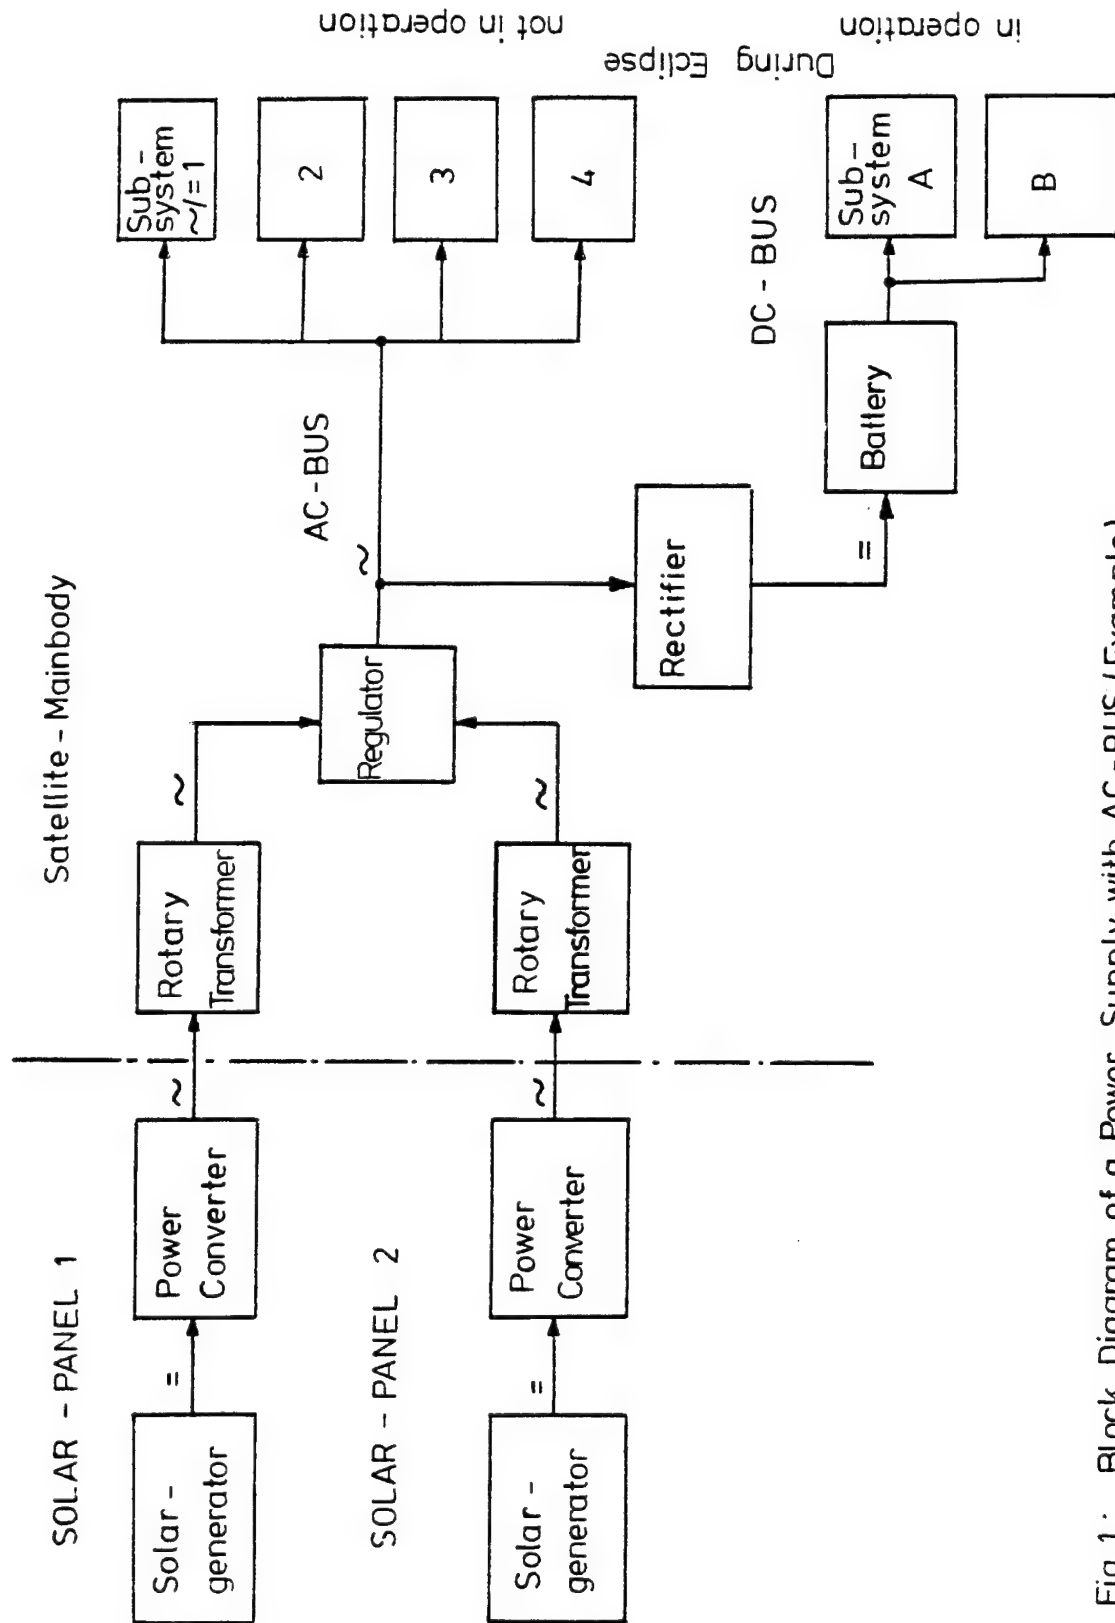 Satellite - Mainbody
SOLAR - PANEL 1
Solar -
generator
=
Power
Converter
~
Rotary
Transformer
~
SOLAR - PANEL 2
Solar -
generator
=
Power
Converter
~
Rotary
Transformer
~
Regulator
~
AC - BUS
Sub -
system
~/= 1
2
3
4
not in operation
During Eclipse
in operation
Rectifier
=
Battery
DC - BUS
Sub -
system
A
B
Fig. 1: Block Diagram of a Power Supply with AC - BUS (Example)